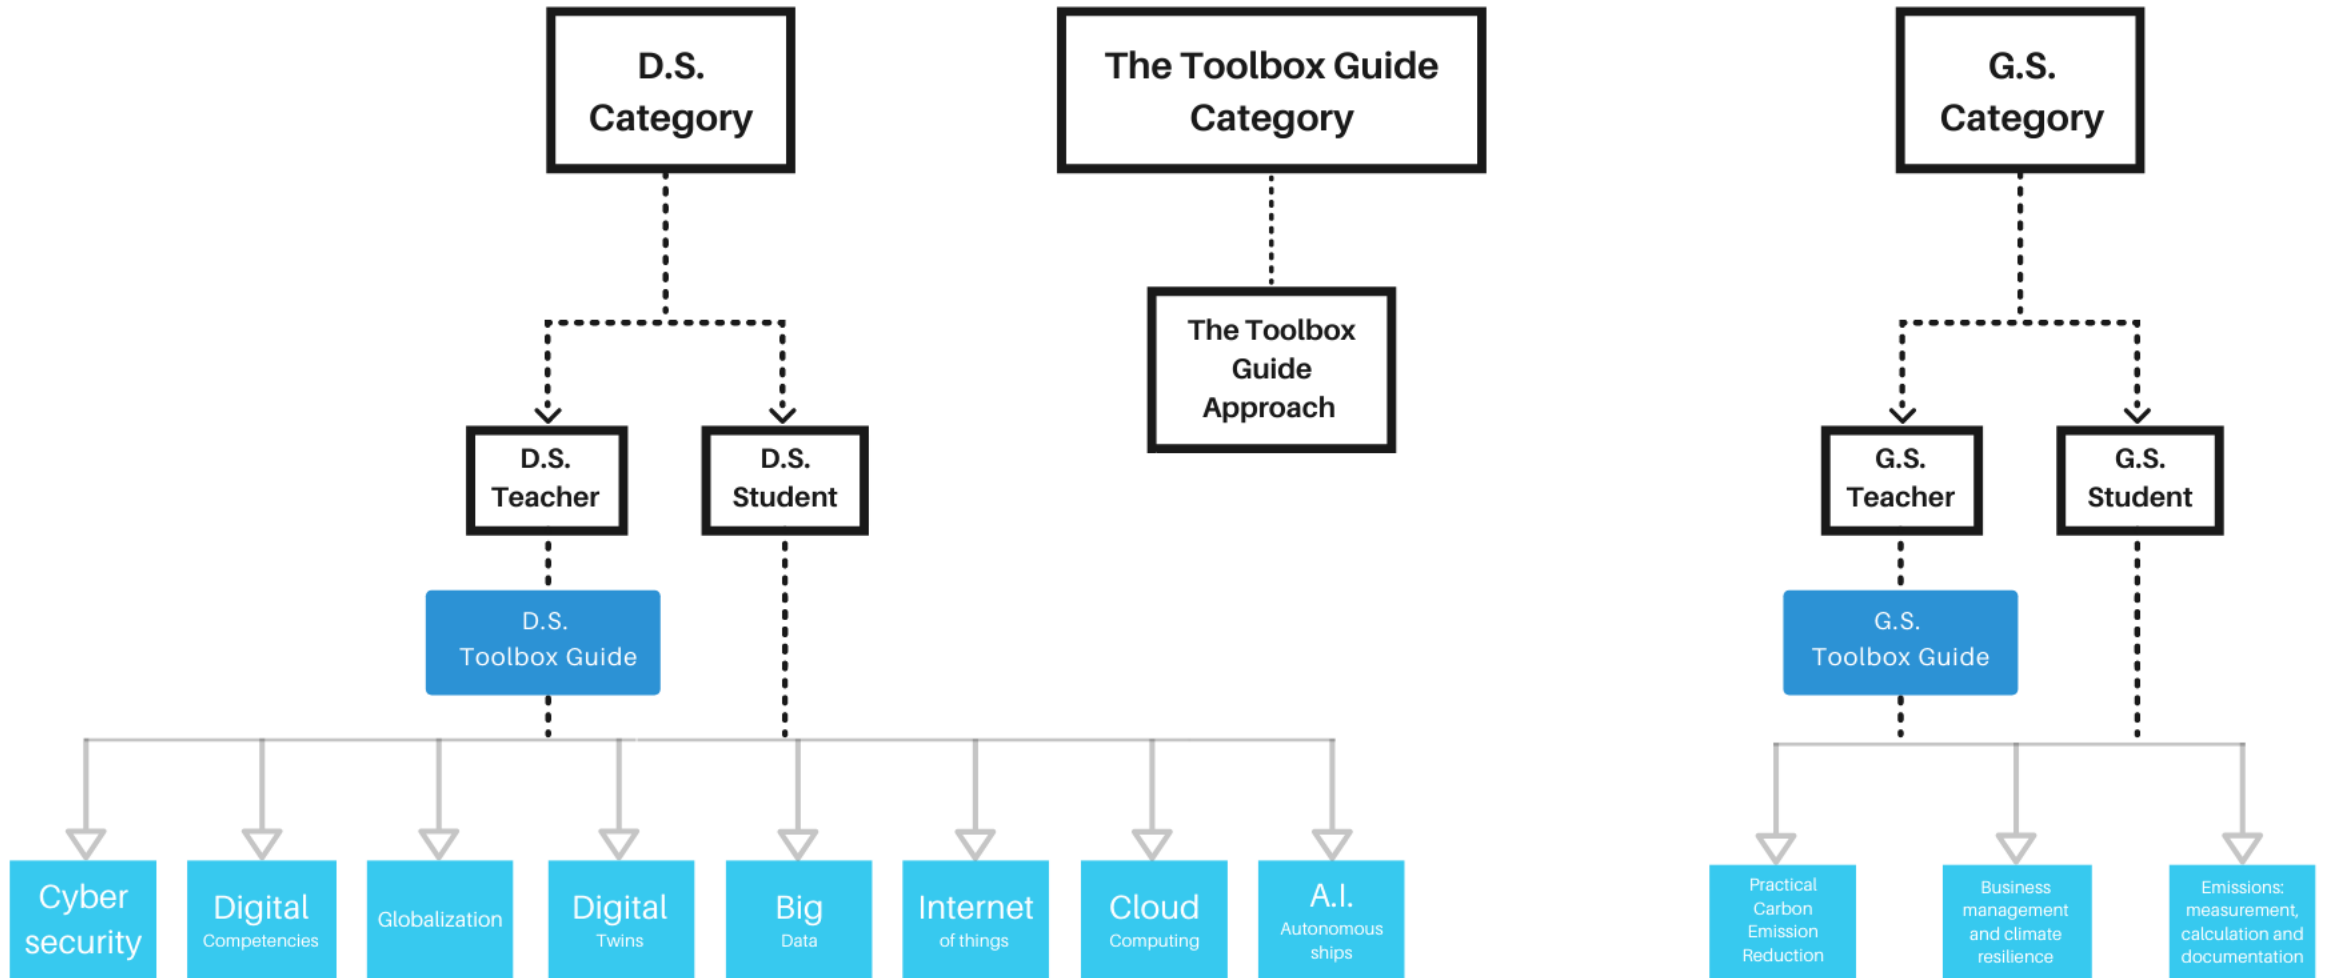 D.S.
Category
The Toolbox Guide
Category
G.S.
Category
The Toolbox
Guide
Approach
D.S.
Teacher
D.S.
Student
G.S.
Teacher
G.S.
Student
D.S.
Toolbox Guide
G.S.
Toolbox Guide
Cyber
security
Digital
Competencies
Globalization
Digital
Twins
Big
Data
Internet
of things
Cloud
Computing
A.I.
Autonomous
ships
Practical
Carbon
Emission
Reduction
Business
management
and climate
resilience
Emissions:
measurement,
calculation and
documentation